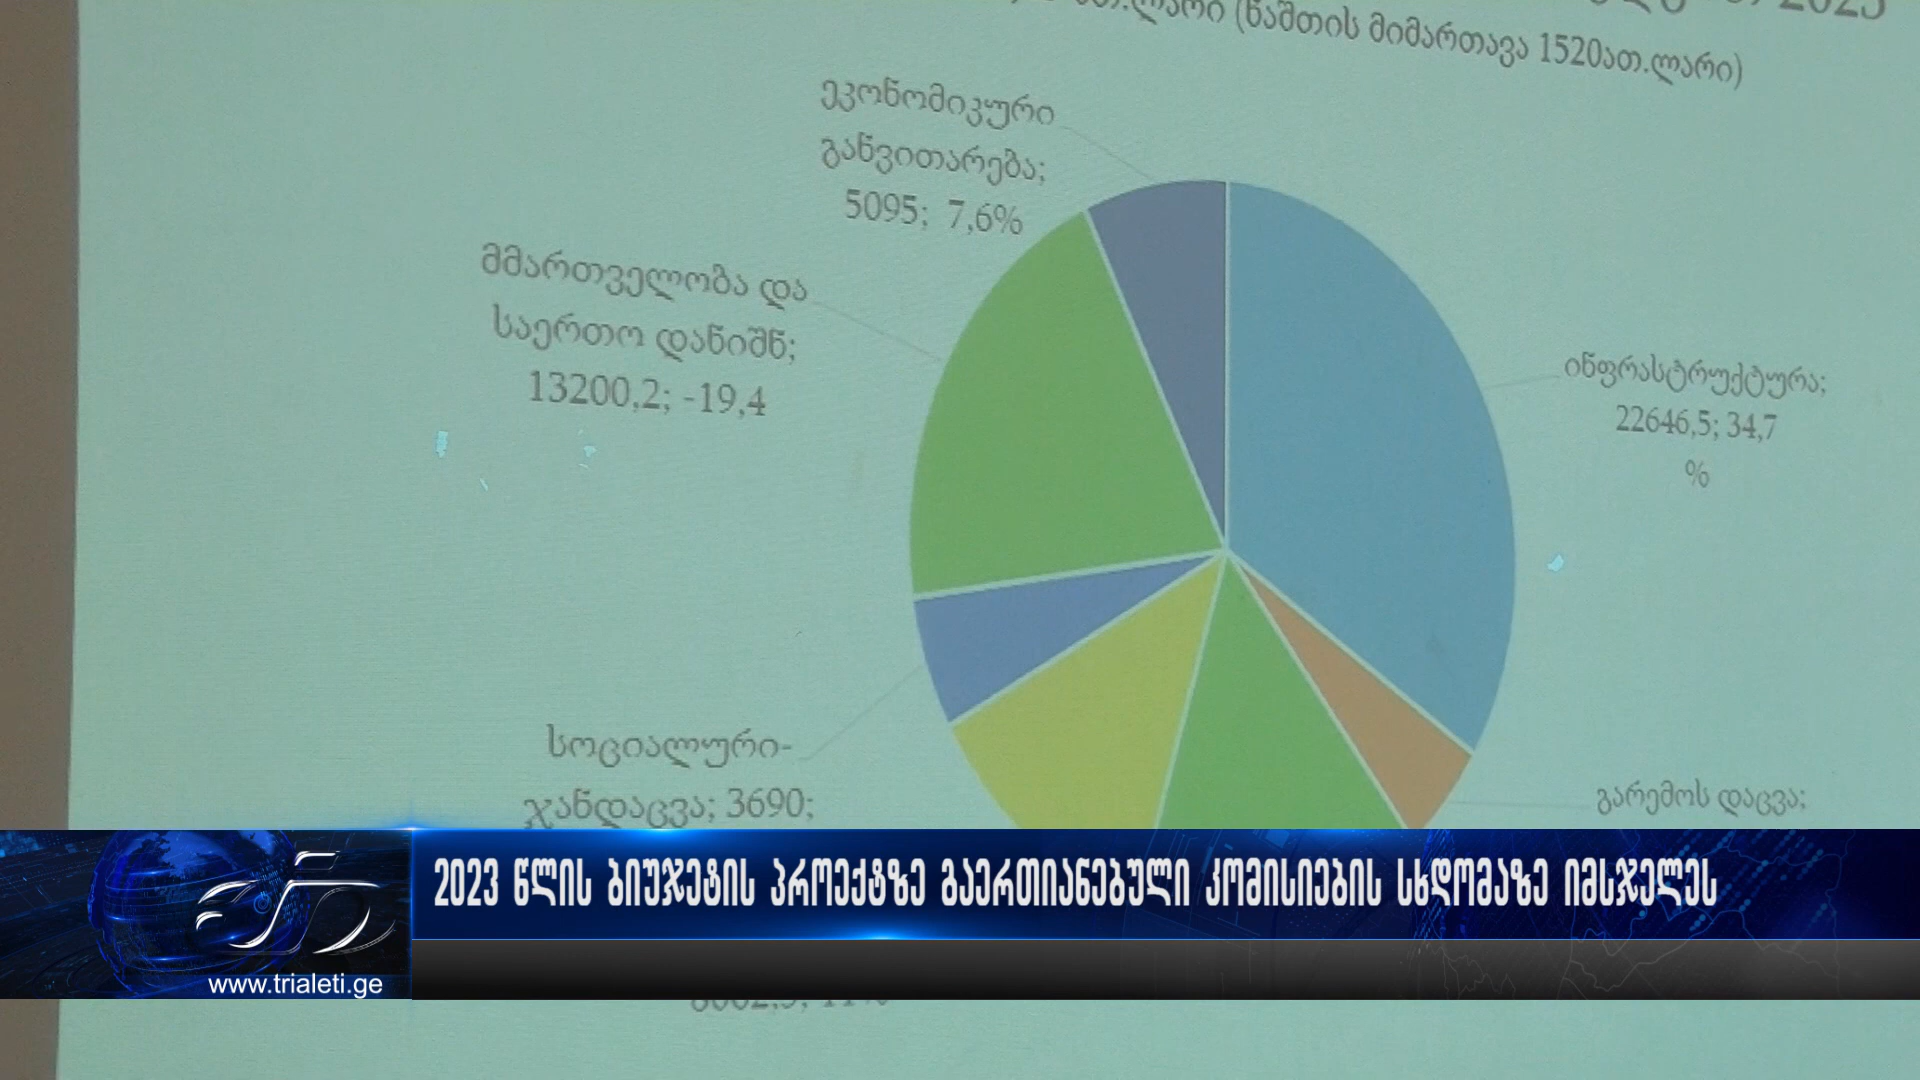 2023
ათ.ლარი (ნაშთის მიმართავა 1520ათ.ლარი)
ეკონომიკური
განვითარება;
5095; 7,6%
მმართველობა და
საერთო დანიშნ;
13200,2; -19,4
ინფრასტრუქტურა;
22646,5; 34,7
%
სოციალური-
ჯანდაცვა; 3690;
გარემოს დაცვა;
2023 წლის ბიუჯეტის პროექტზე გაერთიანებული კომისიების სხდომაზე იმსჯელეს
www.trialeti.ge